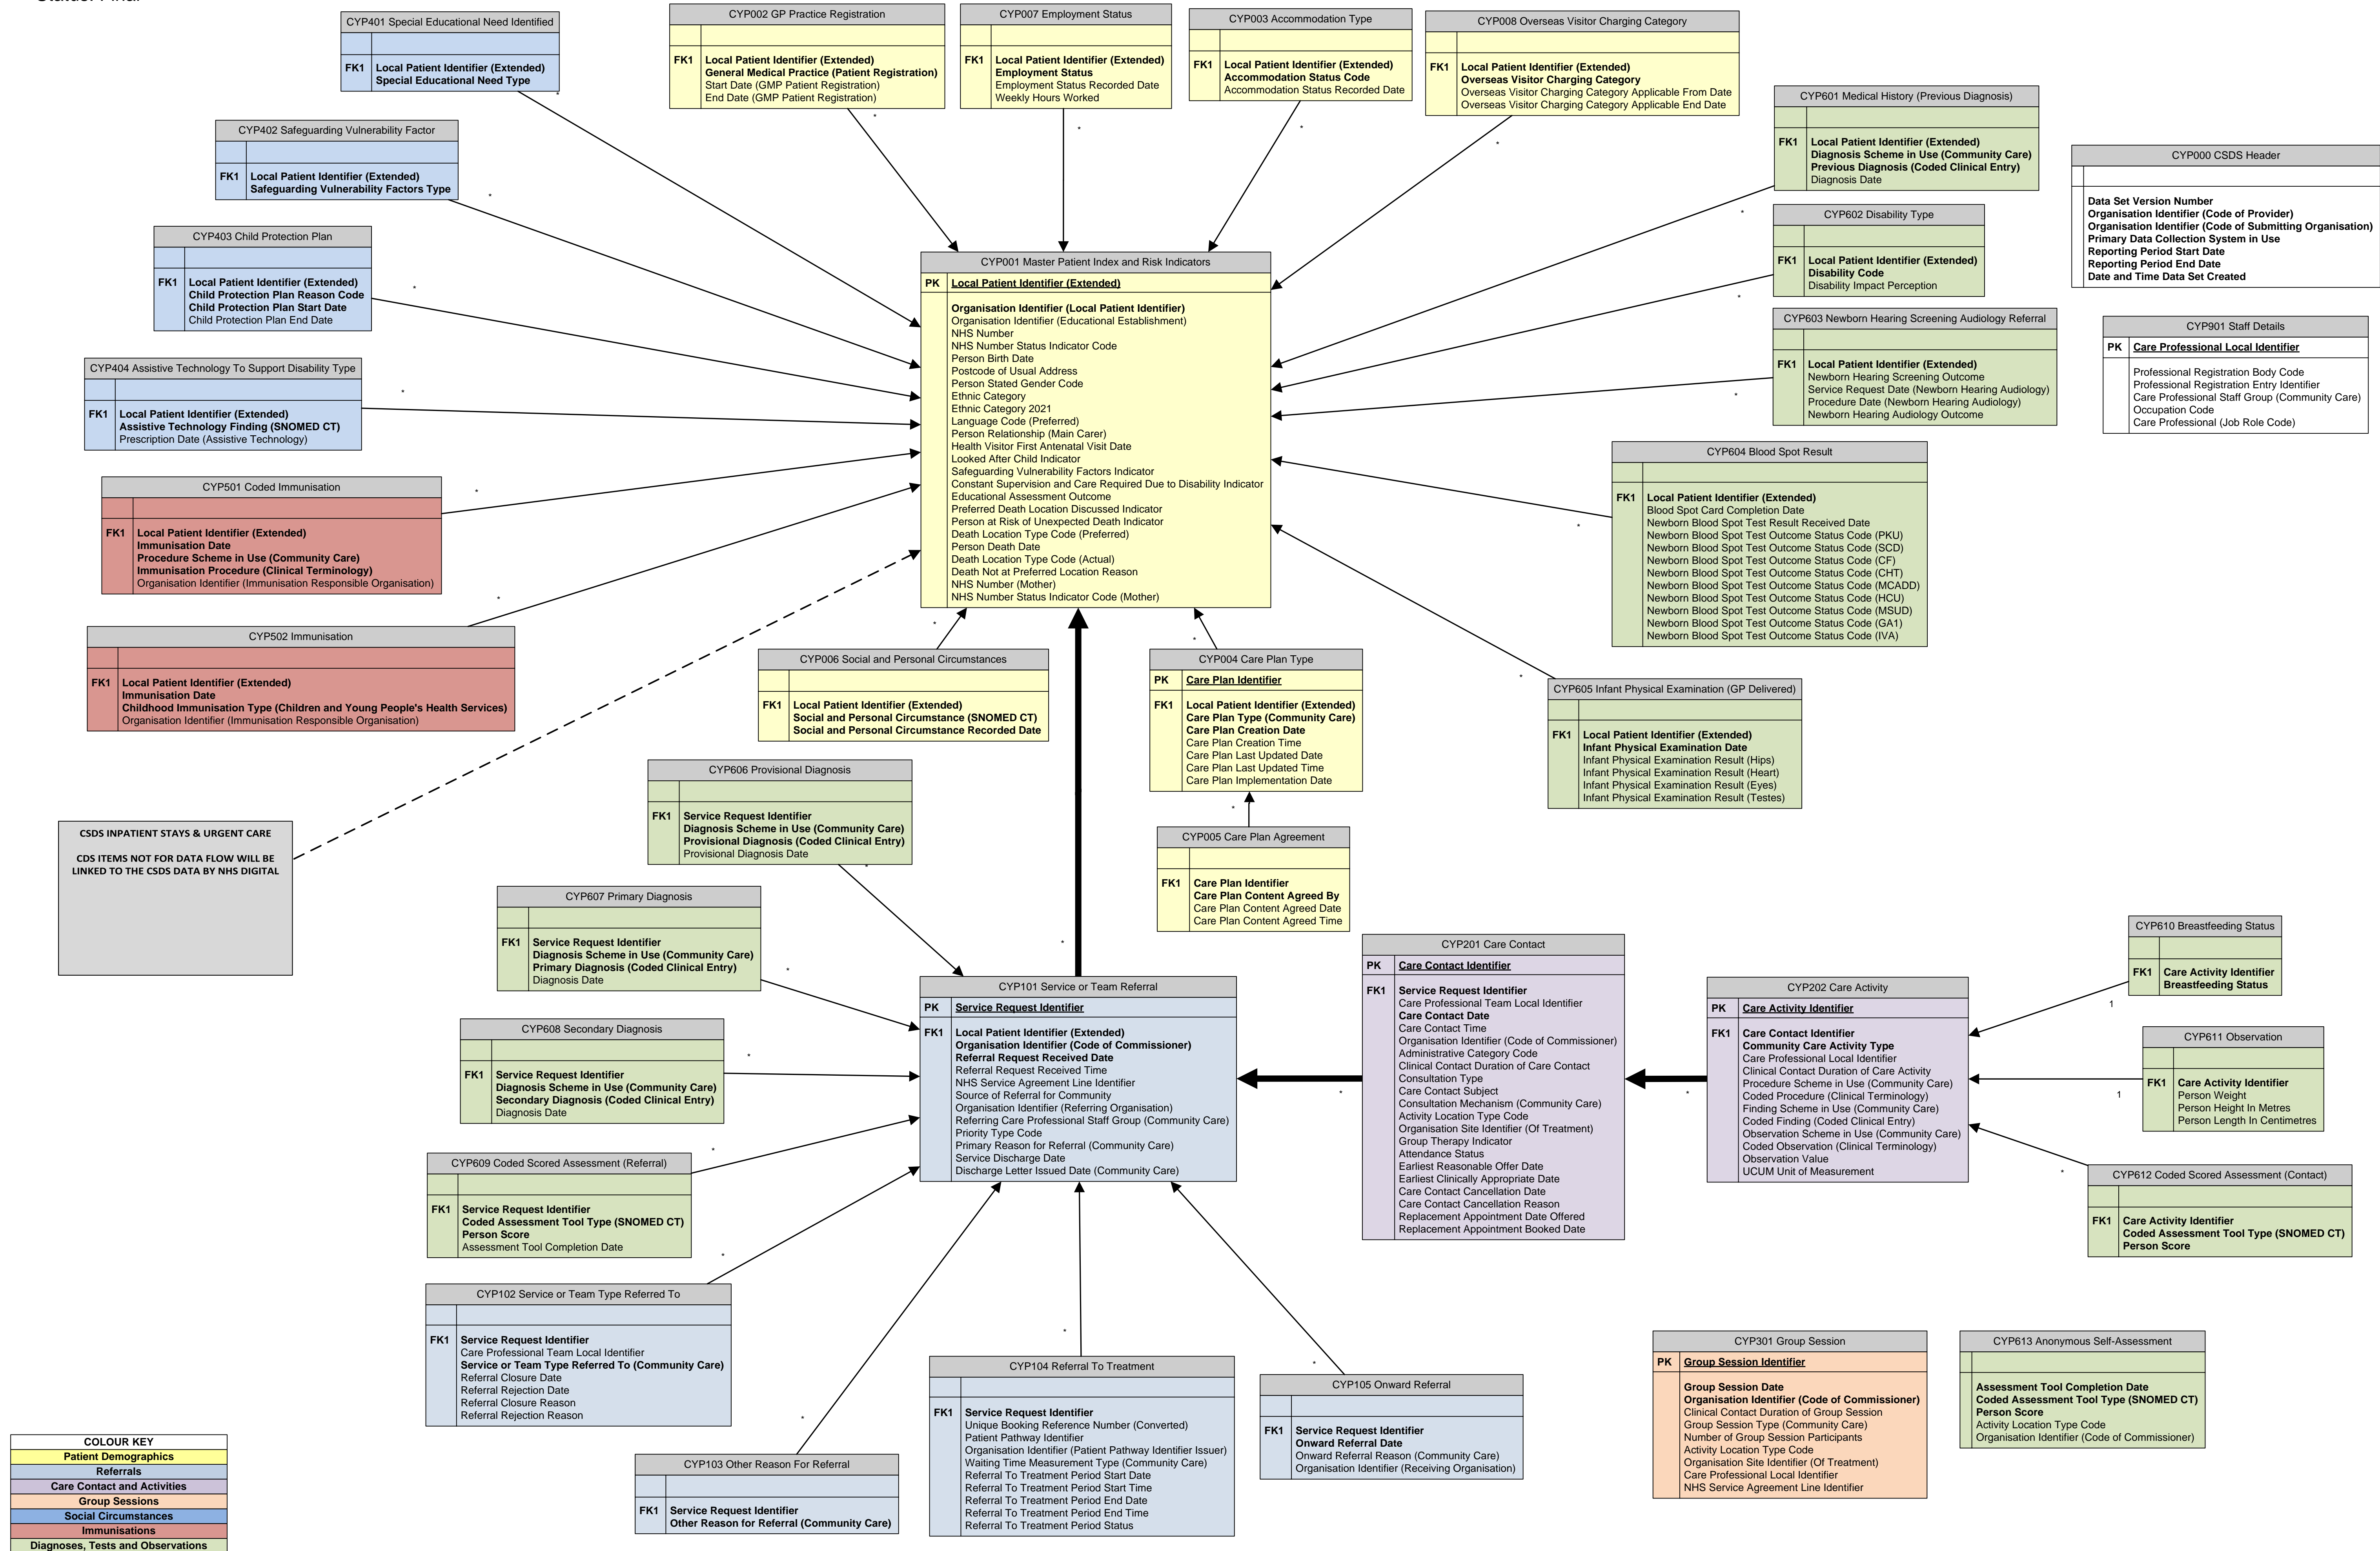 CYP401 Special Educational Need Identified
FK1 Local Patient Identifier (Extended)
Special Educational Need Type
*
CYP002 GP Practice Registration
FK1 Local Patient Identifier (Extended)
General Medical Practice (Patient Registration)
Start Date (GMP Patient Registration)
End Date (GMP Patient Registration)
*
CYP007 Employment Status
FK1 Local Patient Identifier (Extended)
Employment Status
Employment Status Recorded Date
Weekly Hours Worked
*
CYP003 Accommodation Type
FK1 Local Patient Identifier (Extended)
Accommodation Status Code
Accommodation Status Recorded Date
*
CYP008 Overseas Visitor Charging Category
FK1 Local Patient Identifier (Extended)
Overseas Visitor Charging Category
Overseas Visitor Charging Category Applicable From Date
Overseas Visitor Charging Category Applicable End Date
*
CYP601 Medical History (Previous Diagnosis)
FK1 Local Patient Identifier (Extended)
Diagnosis Scheme in Use (Community Care)
Previous Diagnosis (Coded Clinical Entry)
Diagnosis Date
*
CYP000 CSDS Header
Data Set Version Number
Organisation Identifier (Code of Provider)
Organisation Identifier (Code of Submitting Organisation)
Primary Data Collection System in Use
Reporting Period Start Date
Reporting Period End Date
Date and Time Data Set Created
CYP402 Safeguarding Vulnerability Factor
FK1 Local Patient Identifier (Extended)
Safeguarding Vulnerability Factors Type
*
CYP602 Disability Type
FK1 Local Patient Identifier (Extended)
Disability Code
Disability Impact Perception
*
CYP403 Child Protection Plan
FK1 Local Patient Identifier (Extended)
Child Protection Plan Reason Code
Child Protection Plan Start Date
Child Protection Plan End Date
*
CYP001 Master Patient Index and Risk Indicators
PK Local Patient Identifier (Extended)
Organisation Identifier (Local Patient Identifier)
Organisation Identifier (Educational Establishment)
NHS Number
NHS Number Status Indicator Code
Person Birth Date
Postcode of Usual Address
Person Stated Gender Code
Ethnic Category
Ethnic Category 2021
Language Code (Preferred)
Person Relationship (Main Carer)
Health Visitor First Antenatal Visit Date
Looked After Child Indicator
Safeguarding Vulnerability Factors Indicator
Constant Supervision and Care Required Due to Disability Indicator
Educational Assessment Outcome
Preferred Death Location Discussed Indicator
Person at Risk of Unexpected Death Indicator
Death Location Type Code (Preferred)
Person Death Date
Death Location Type Code (Actual)
Death Not at Preferred Location Reason
NHS Number (Mother)
NHS Number Status Indicator Code (Mother)
CYP603 Newborn Hearing Screening Audiology Referral
FK1 Local Patient Identifier (Extended)
Newborn Hearing Screening Outcome
Service Request Date (Newborn Hearing Audiology)
Procedure Date (Newborn Hearing Audiology)
Newborn Hearing Audiology Outcome
*
CYP901 Staff Details
PK Care Professional Local Identifier
Professional Registration Body Code
Professional Registration Entry Identifier
Care Professional Staff Group (Community Care)
Occupation Code
Care Professional (Job Role Code)
CYP404 Assistive Technology To Support Disability Type
FK1 Local Patient Identifier (Extended)
Assistive Technology Finding (SNOMED CT)
Prescription Date (Assistive Technology)
*
CYP604 Blood Spot Result
FK1 Local Patient Identifier (Extended)
Blood Spot Card Completion Date
Newborn Blood Spot Test Result Received Date
Newborn Blood Spot Test Outcome Status Code (PKU)
Newborn Blood Spot Test Outcome Status Code (SCD)
Newborn Blood Spot Test Outcome Status Code (CF)
Newborn Blood Spot Test Outcome Status Code (CHT)
Newborn Blood Spot Test Outcome Status Code (MCADD)
Newborn Blood Spot Test Outcome Status Code (HCU)
Newborn Blood Spot Test Outcome Status Code (MSUD)
Newborn Blood Spot Test Outcome Status Code (GA1)
Newborn Blood Spot Test Outcome Status Code (IVA)
*
CYP501 Coded Immunisation
FK1 Local Patient Identifier (Extended)
Immunisation Date
Procedure Scheme in Use (Community Care)
Immunisation Procedure (Clinical Terminology)
Organisation Identifier (Immunisation Responsible Organisation)
*
CYP502 Immunisation
FK1 Local Patient Identifier (Extended)
Immunisation Date
Childhood Immunisation Type (Children and Young People's Health Services)
Organisation Identifier (Immunisation Responsible Organisation)
*
CYP006 Social and Personal Circumstances
FK1 Local Patient Identifier (Extended)
Social and Personal Circumstance (SNOMED CT)
Social and Personal Circumstance Recorded Date
*
CYP004 Care Plan Type
PK Care Plan Identifier
FK1 Local Patient Identifier (Extended)
Care Plan Type (Community Care)
Care Plan Creation Date
Care Plan Creation Time
Care Plan Last Updated Date
Care Plan Last Updated Time
Care Plan Implementation Date
*
CYP605 Infant Physical Examination (GP Delivered)
FK1 Local Patient Identifier (Extended)
Infant Physical Examination Date
Infant Physical Examination Result (Hips)
Infant Physical Examination Result (Heart)
Infant Physical Examination Result (Eyes)
Infant Physical Examination Result (Testes)
*
CSDS INPATIENT STAYS & URGENT CARE
CDS ITEMS NOT FOR DATA FLOW WILL BE
LINKED TO THE CSDS DATA BY NHS DIGITAL
CYP606 Provisional Diagnosis
FK1 Service Request Identifier
Diagnosis Scheme in Use (Community Care)
Provisional Diagnosis (Coded Clinical Entry)
Provisional Diagnosis Date
*
CYP005 Care Plan Agreement
FK1 Care Plan Identifier
Care Plan Content Agreed By
Care Plan Content Agreed Date
Care Plan Content Agreed Time
*
CYP607 Primary Diagnosis
FK1 Service Request Identifier
Diagnosis Scheme in Use (Community Care)
Primary Diagnosis (Coded Clinical Entry)
Diagnosis Date
*
CYP101 Service or Team Referral
PK Service Request Identifier
FK1 Local Patient Identifier (Extended)
Organisation Identifier (Code of Commissioner)
Referral Request Received Date
Referral Request Received Time
NHS Service Agreement Line Identifier
Source of Referral for Community
Organisation Identifier (Referring Organisation)
Referring Care Professional Staff Group (Community Care)
Priority Type Code
Primary Reason for Referral (Community Care)
Service Discharge Date
Discharge Letter Issued Date (Community Care)
*
CYP201 Care Contact
PK Care Contact Identifier
FK1 Service Request Identifier
Care Professional Team Local Identifier
Care Contact Date
Care Contact Time
Organisation Identifier (Code of Commissioner)
Administrative Category Code
Clinical Contact Duration of Care Contact
Consultation Type
Care Contact Subject
Consultation Mechanism (Community Care)
Activity Location Type Code
Organisation Site Identifier (Of Treatment)
Group Therapy Indicator
Attendance Status
Earliest Reasonable Offer Date
Earliest Clinically Appropriate Date
Care Contact Cancellation Date
Care Contact Cancellation Reason
Replacement Appointment Date Offered
Replacement Appointment Booked Date
*
CYP202 Care Activity
PK Care Activity Identifier
FK1 Care Contact Identifier
Community Care Activity Type
Care Professional Local Identifier
Clinical Contact Duration of Care Activity
Procedure Scheme in Use (Community Care)
Coded Procedure (Clinical Terminology)
Finding Scheme in Use (Community Care)
Coded Finding (Coded Clinical Entry)
Observation Scheme in Use (Community Care)
Coded Observation (Clinical Terminology)
Observation Value
UCUM Unit of Measurement
*
CYP610 Breastfeeding Status
FK1 Care Activity Identifier
Breastfeeding Status
1
CYP611 Observation
FK1 Care Activity Identifier
Person Weight
Person Height In Metres
Person Length In Centimetres
1
CYP612 Coded Scored Assessment (Contact)
FK1 Care Activity Identifier
Coded Assessment Tool Type (SNOMED CT)
Person Score
*
CYP608 Secondary Diagnosis
FK1 Service Request Identifier
Diagnosis Scheme in Use (Community Care)
Secondary Diagnosis (Coded Clinical Entry)
Diagnosis Date
*
CYP609 Coded Scored Assessment (Referral)
FK1 Service Request Identifier
Coded Assessment Tool Type (SNOMED CT)
Person Score
Assessment Tool Completion Date
*
CYP102 Service or Team Type Referred To
FK1 Service Request Identifier
Care Professional Team Local Identifier
Service or Team Type Referred To (Community Care)
Referral Closure Date
Referral Rejection Date
Referral Closure Reason
Referral Rejection Reason
*
CYP103 Other Reason For Referral
FK1 Service Request Identifier
Other Reason for Referral (Community Care)
*
CYP104 Referral To Treatment
FK1 Service Request Identifier
Unique Booking Reference Number (Converted)
Patient Pathway Identifier
Organisation Identifier (Patient Pathway Identifier Issuer)
Waiting Time Measurement Type (Community Care)
Referral To Treatment Period Start Date
Referral To Treatment Period Start Time
Referral To Treatment Period End Date
Referral To Treatment Period End Time
Referral To Treatment Period Status
*
CYP105 Onward Referral
FK1 Service Request Identifier
Onward Referral Date
Onward Referral Reason (Community Care)
Organisation Identifier (Receiving Organisation)
*
CYP301 Group Session
PK Group Session Identifier
Group Session Date
Organisation Identifier (Code of Commissioner)
Clinical Contact Duration of Group Session
Group Session Type (Community Care)
Number of Group Session Participants
Activity Location Type Code
Organisation Site Identifier (Of Treatment)
Care Professional Local Identifier
NHS Service Agreement Line Identifier
CYP613 Anonymous Self-Assessment
Assessment Tool Completion Date
Coded Assessment Tool Type (SNOMED CT)
Person Score
Activity Location Type Code
Organisation Identifier (Code of Commissioner)
COLOUR KEY
Patient Demographics
Referrals
Care Contact and Activities
Group Sessions
Social Circumstances
Immunisations
Diagnoses, Tests and Observations